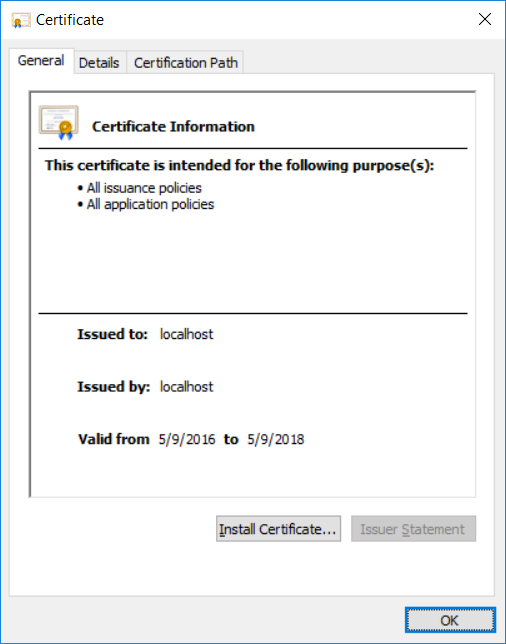 Certificate
General Details Certification Path
Certificate Information
This certificate is intended for the following purpose(s):
• All issuance policies
• All application policies
Issued to: localhost
Issued by: localhost
Valid from 5/9/2016 to 5/9/2018
Install Certificate... Issuer Statement
OK